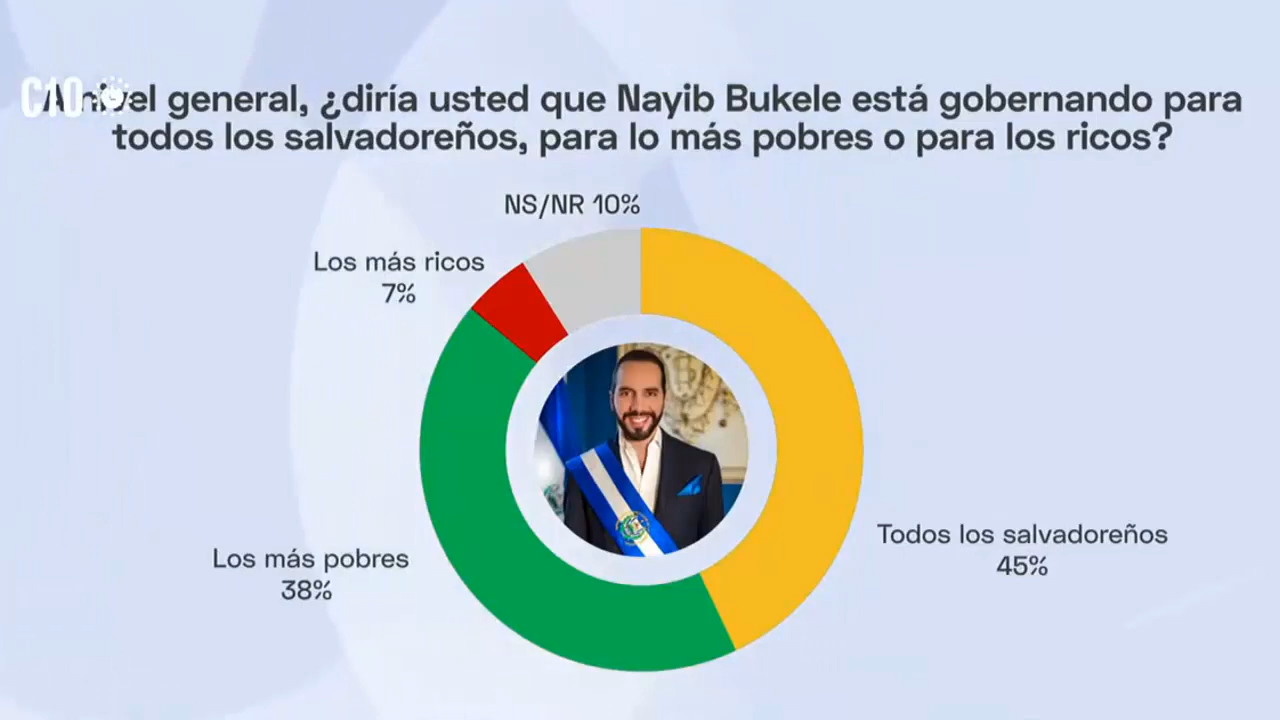 C10
A nivel general, ¿diría usted que Nayib Bukele está gobernando para
todos los salvadoreños, para lo más pobres o para los ricos?
NS/NR 10%
Los más ricos
7%
Todos los salvadoreños
45%
Los más pobres
38%